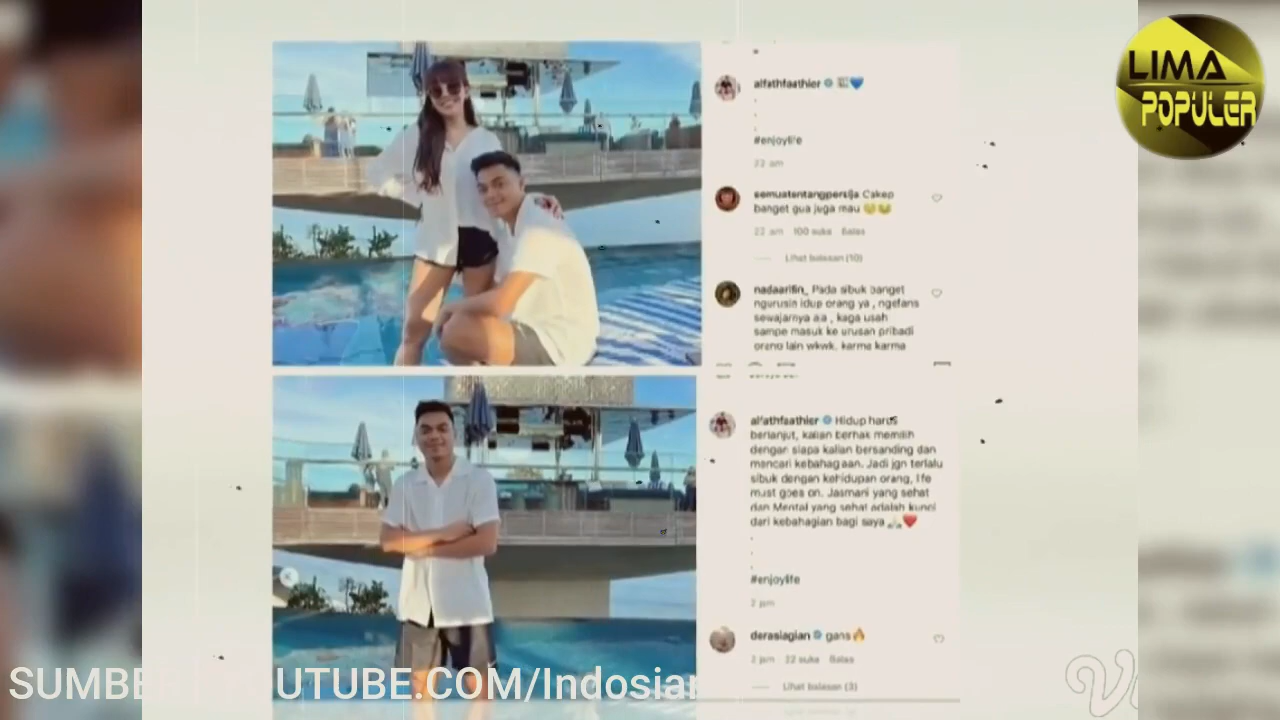 LIMA
POPULER
alfathfaathier
#enjoylife
22 am
semuatentangpersija Cakep
banget gua juga mau
22 am 100 suka Balas
Lihat balasan (10)
nadaarifin_ Pada sibuk banget
ngurusin idup orang ya , ngefans
sewajarnya aja , kaga usah
sampe masuk ke urusan pribadi
orang lain wkwk. karma karma
alfathfaathier Hidup harus
berlanjut, kalian berhak memilih
dengan siapa kalian bersanding dan
mencari kebahagiaan. Jadi jgn terlalu
sibuk dengan kehidupan orang, life
must goes on. Jasmani yang sehat
dan Mental yang sehat adalah kunci
dari kebahagian bagi saya
#enjoylife
2 jam
derasiagian gans
2 jam 22 suka Balas
Lihat balasan (3)
SUMBER UTUBE.COM/Indosiar